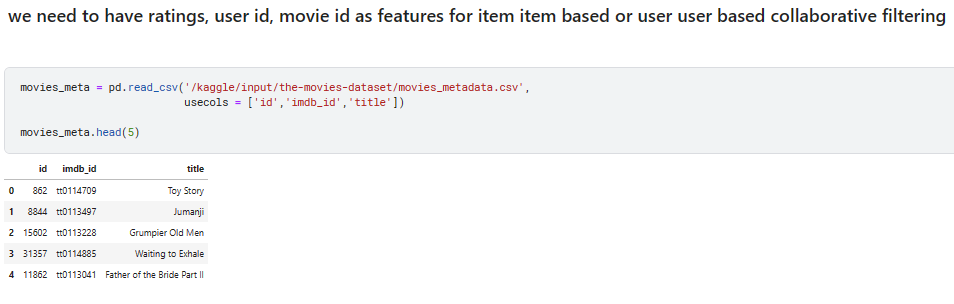 we need to have ratings, user id, movie id as features for item item based or user user based collaborative filtering
movies_meta = pd.read_csv('/kaggle/input/the-movies-dataset/movies_metadata.csv',
usecols = ['id','imdb_id','title'])
movies_meta.head(5)
id imdb_id title
0 862 tt0114709 Toy Story
1 8844 tt0113497 Jumanji
2 15602 tt0113228 Grumpier Old Men
3 31357 tt0114885 Waiting to Exhale
4 11862 tt0113041 Father of the Bride Part II